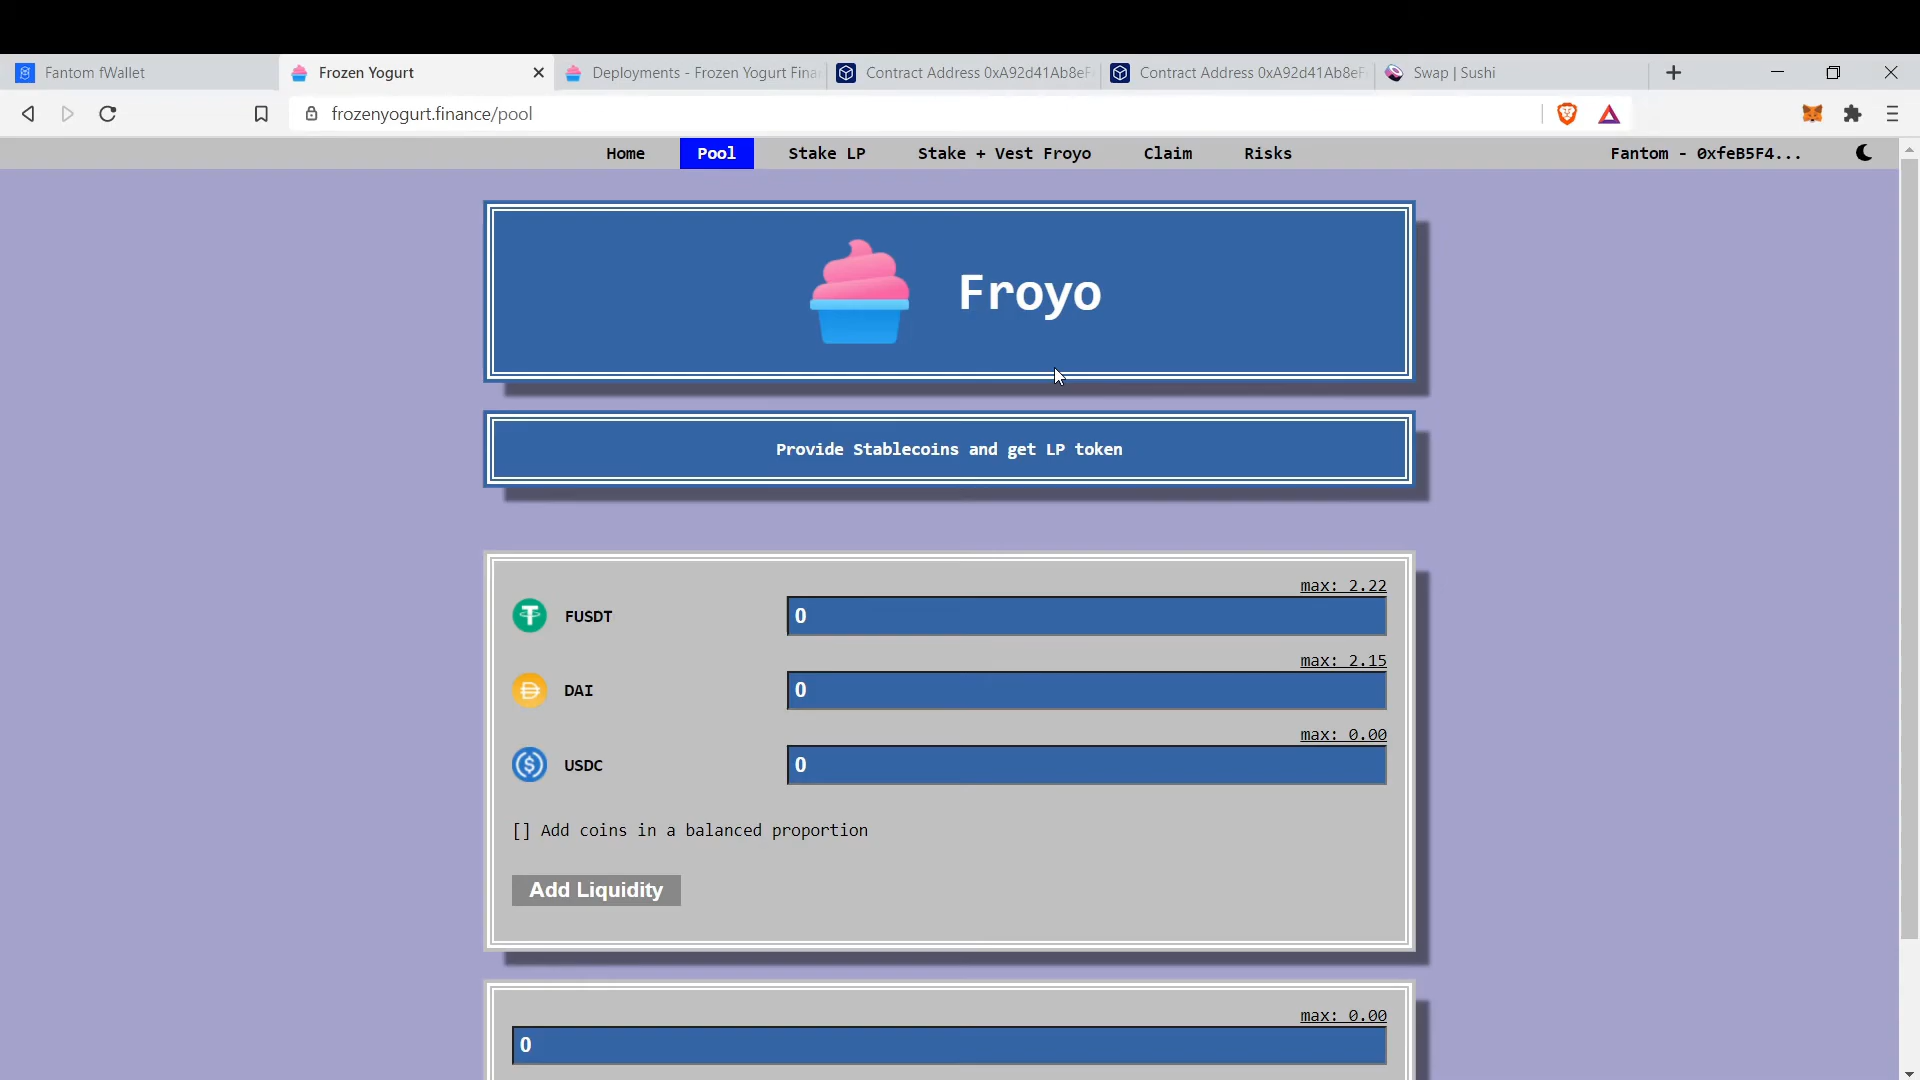 Fantom fWallet
Frozen Yogurt
Deployments - Frozen Yogurt Fina
Contract Address 0xA92d41Ab8eF
Contract Address 0xA92d41Ab8eF
Swap | Sushi
frozenyogurt.finance/pool
Home
Pool
Stake LP
Stake + Vest Froyo
Claim
Risks
Fantom - 0xfeB5F4...
Froyo
Provide Stablecoins and get LP token
max: 2.22
FUSDT
0
max: 2.15
DAI
0
max: 0.00
USDC
0
[] Add coins in a balanced proportion
Add Liquidity
max: 0.00
0